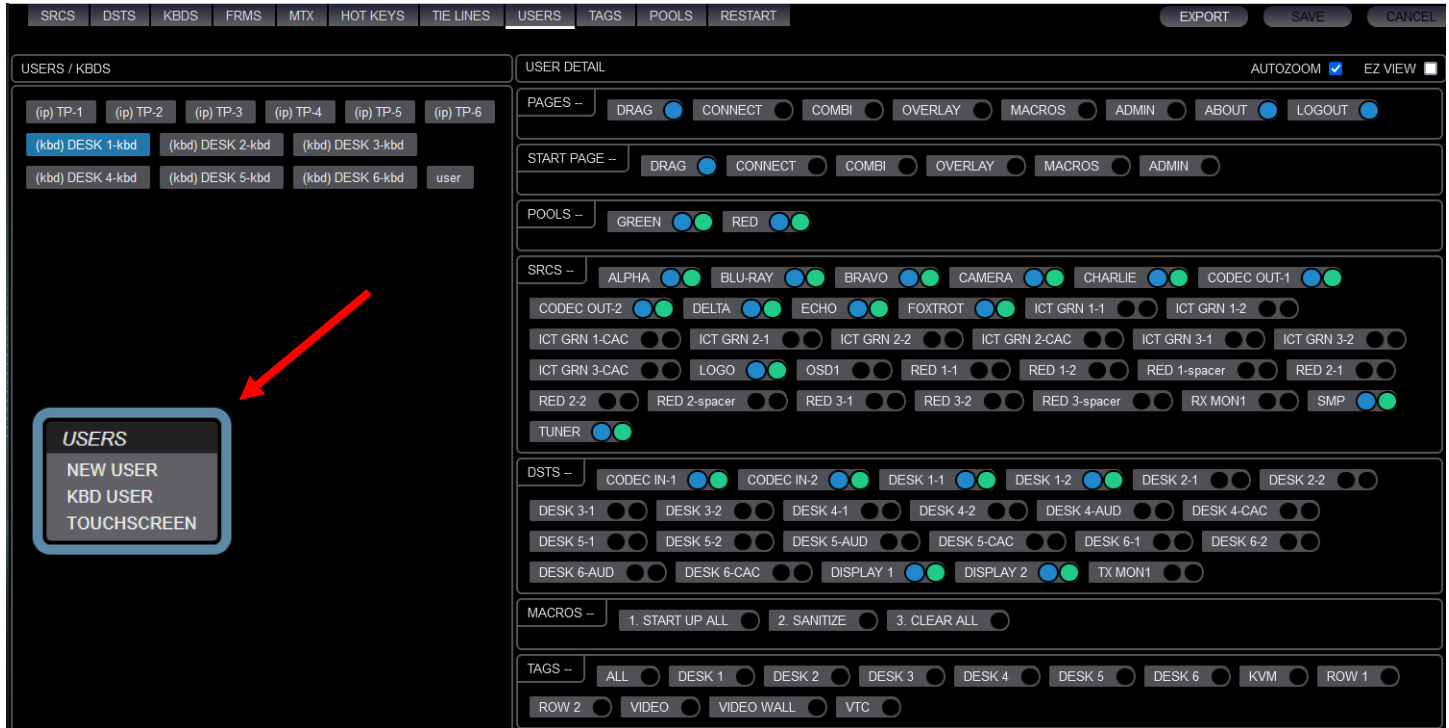 SRCS DSTS KBDS FRMS MTX HOT KEYS TIE LINES USERS TAGS POOLS RESTART EXPORT SAVE CANCEL
USERS / KBDS
(ip) TP-1 (ip) TP-2 (ip) TP-3 (ip) TP-4 (ip) TP-5 (ip) TP-6
(kbd) DESK 1-kbd (kbd) DESK 2-kbd (kbd) DESK 3-kbd
(kbd) DESK 4-kbd (kbd) DESK 5-kbd (kbd) DESK 6-kbd user
USERS
NEW USER
KBD USER
TOUCHSCREEN
USER DETAIL AUTOZOOM EZ VIEW
PAGES -- DRAG CONNECT COMBI OVERLAY MACROS ADMIN ABOUT LOGOUT
START PAGE -- DRAG CONNECT COMBI OVERLAY MACROS ADMIN
POOLS -- GREEN RED
SRCS -- ALPHA BLU-RAY BRAVO CAMERA CHARLIE CODEC OUT-1
CODEC OUT-2 DELTA ECHO FOXTROT ICT GRN 1-1 ICT GRN 1-2
ICT GRN 1-CAC ICT GRN 2-1 ICT GRN 2-2 ICT GRN 2-CAC ICT GRN 3-1 ICT GRN 3-2
ICT GRN 3-CAC LOGO OSD1 RED 1-1 RED 1-2 RED 1-spacer RED 2-1
RED 2-2 RED 2-spacer RED 3-1 RED 3-2 RED 3-spacer RX MON1 SMP
TUNER
DSTS -- CODEC IN-1 CODEC IN-2 DESK 1-1 DESK 1-2 DESK 2-1 DESK 2-2
DESK 3-1 DESK 3-2 DESK 4-1 DESK 4-2 DESK 4-AUD DESK 4-CAC
DESK 5-1 DESK 5-2 DESK 5-AUD DESK 5-CAC DESK 6-1 DESK 6-2
DESK 6-AUD DESK 6-CAC DISPLAY 1 DISPLAY 2 TX MON1
MACROS -- 1. START UP ALL 2. SANITIZE 3. CLEAR ALL
TAGS -- ALL DESK 1 DESK 2 DESK 3 DESK 4 DESK 5 DESK 6 KVM ROW 1
ROW 2 VIDEO VIDEO WALL VTC